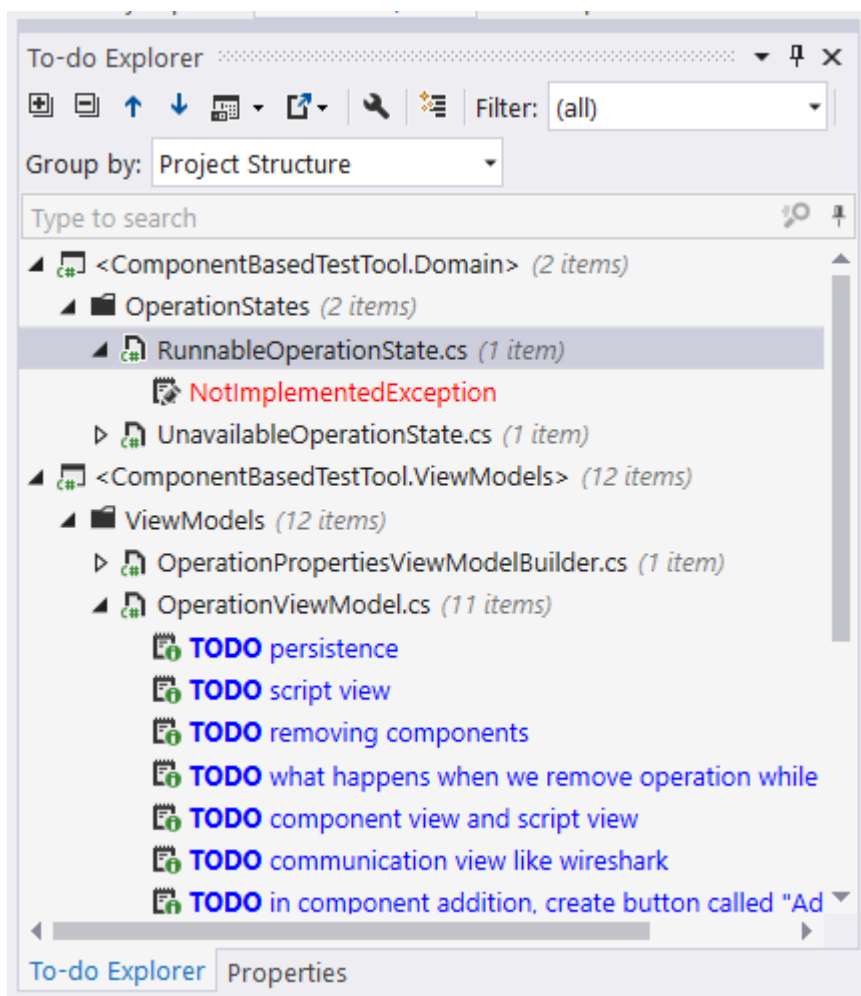 To-do Explorer
Filter: (all)
Group by: Project Structure
Type to search
<ComponentBasedTestTool.Domain> (2 items)
OperationStates (2 items)
RunnableOperationState.cs (1 item)
NotImplementedException
UnavailableOperationState.cs (1 item)
<ComponentBasedTestTool.ViewModels> (12 items)
ViewModels (12 items)
OperationPropertiesViewModelBuilder.cs (1 item)
OperationViewModel.cs (11 items)
TODO persistence
TODO script view
TODO removing components
TODO what happens when we remove operation while
TODO component view and script view
TODO communication view like wireshark
TODO in component addition, create button called "Ad
To-do Explorer Properties